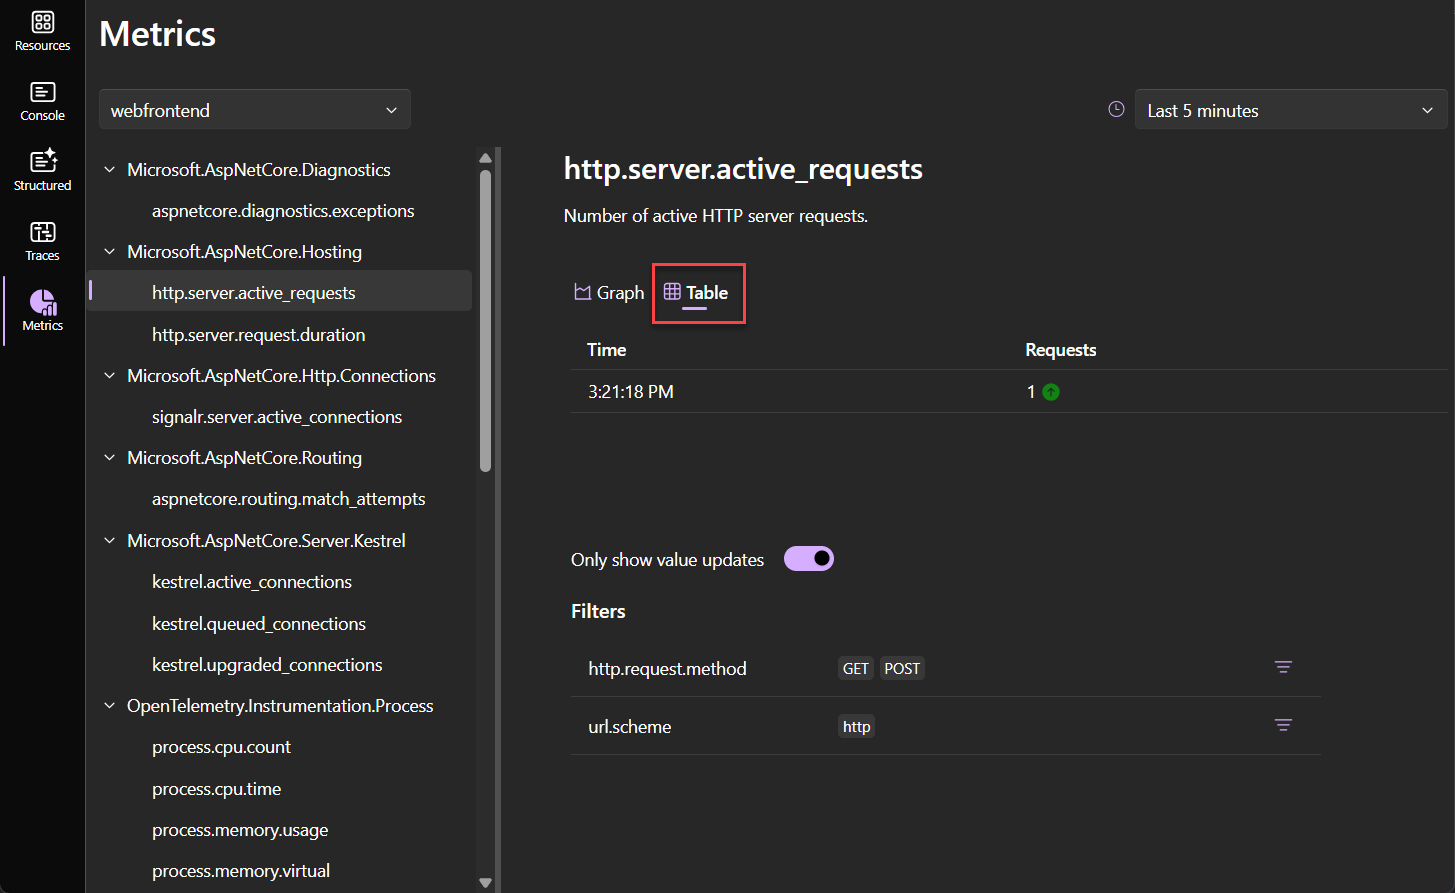 Resources
Console
Structured
Traces
Metrics
Metrics
webfrontend
Last 5 minutes
Microsoft.AspNetCore.Diagnostics
aspnetcore.diagnostics.exceptions
Microsoft.AspNetCore.Hosting
http.server.active_requests
http.server.request.duration
Microsoft.AspNetCore.Http.Connections
signalr.server.active_connections
Microsoft.AspNetCore.Routing
aspnetcore.routing.match_attempts
Microsoft.AspNetCore.Server.Kestrel
kestrel.active_connections
kestrel.queued_connections
kestrel.upgraded_connections
OpenTelemetry.Instrumentation.Process
process.cpu.count
process.cpu.time
process.memory.usage
process.memory.virtual
http.server.active_requests
Number of active HTTP server requests.
Graph Table
Time Requests
3:21:18 PM 1
Only show value updates
Filters
http.request.method GET POST
url.scheme http